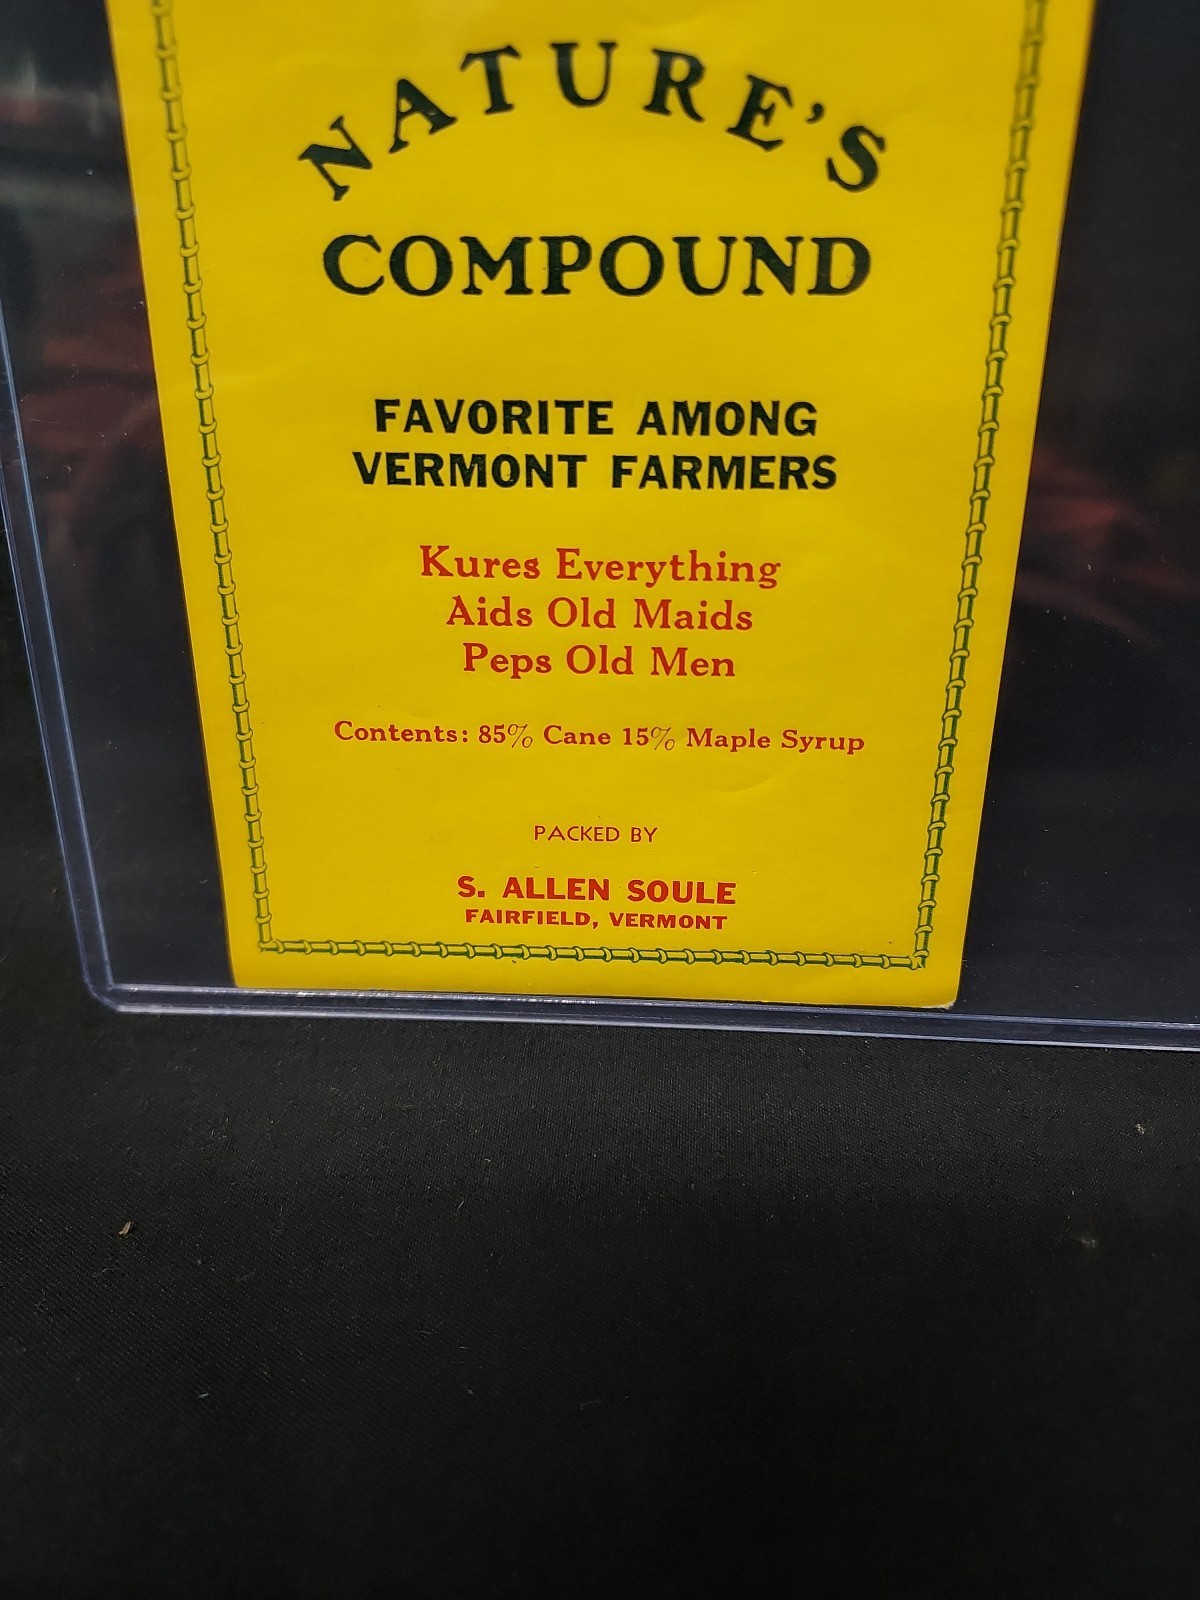 NATURE'S
COMPOUND
FAVORITE AMONG
VERMONT FARMERS
Kures Everything
Aids Old Maids
Peps Old Men
Contents: 85% Cane 15% Maple Syrup
PACKED BY
S. ALLEN SOULE
FAIRFIELD, VERMONT